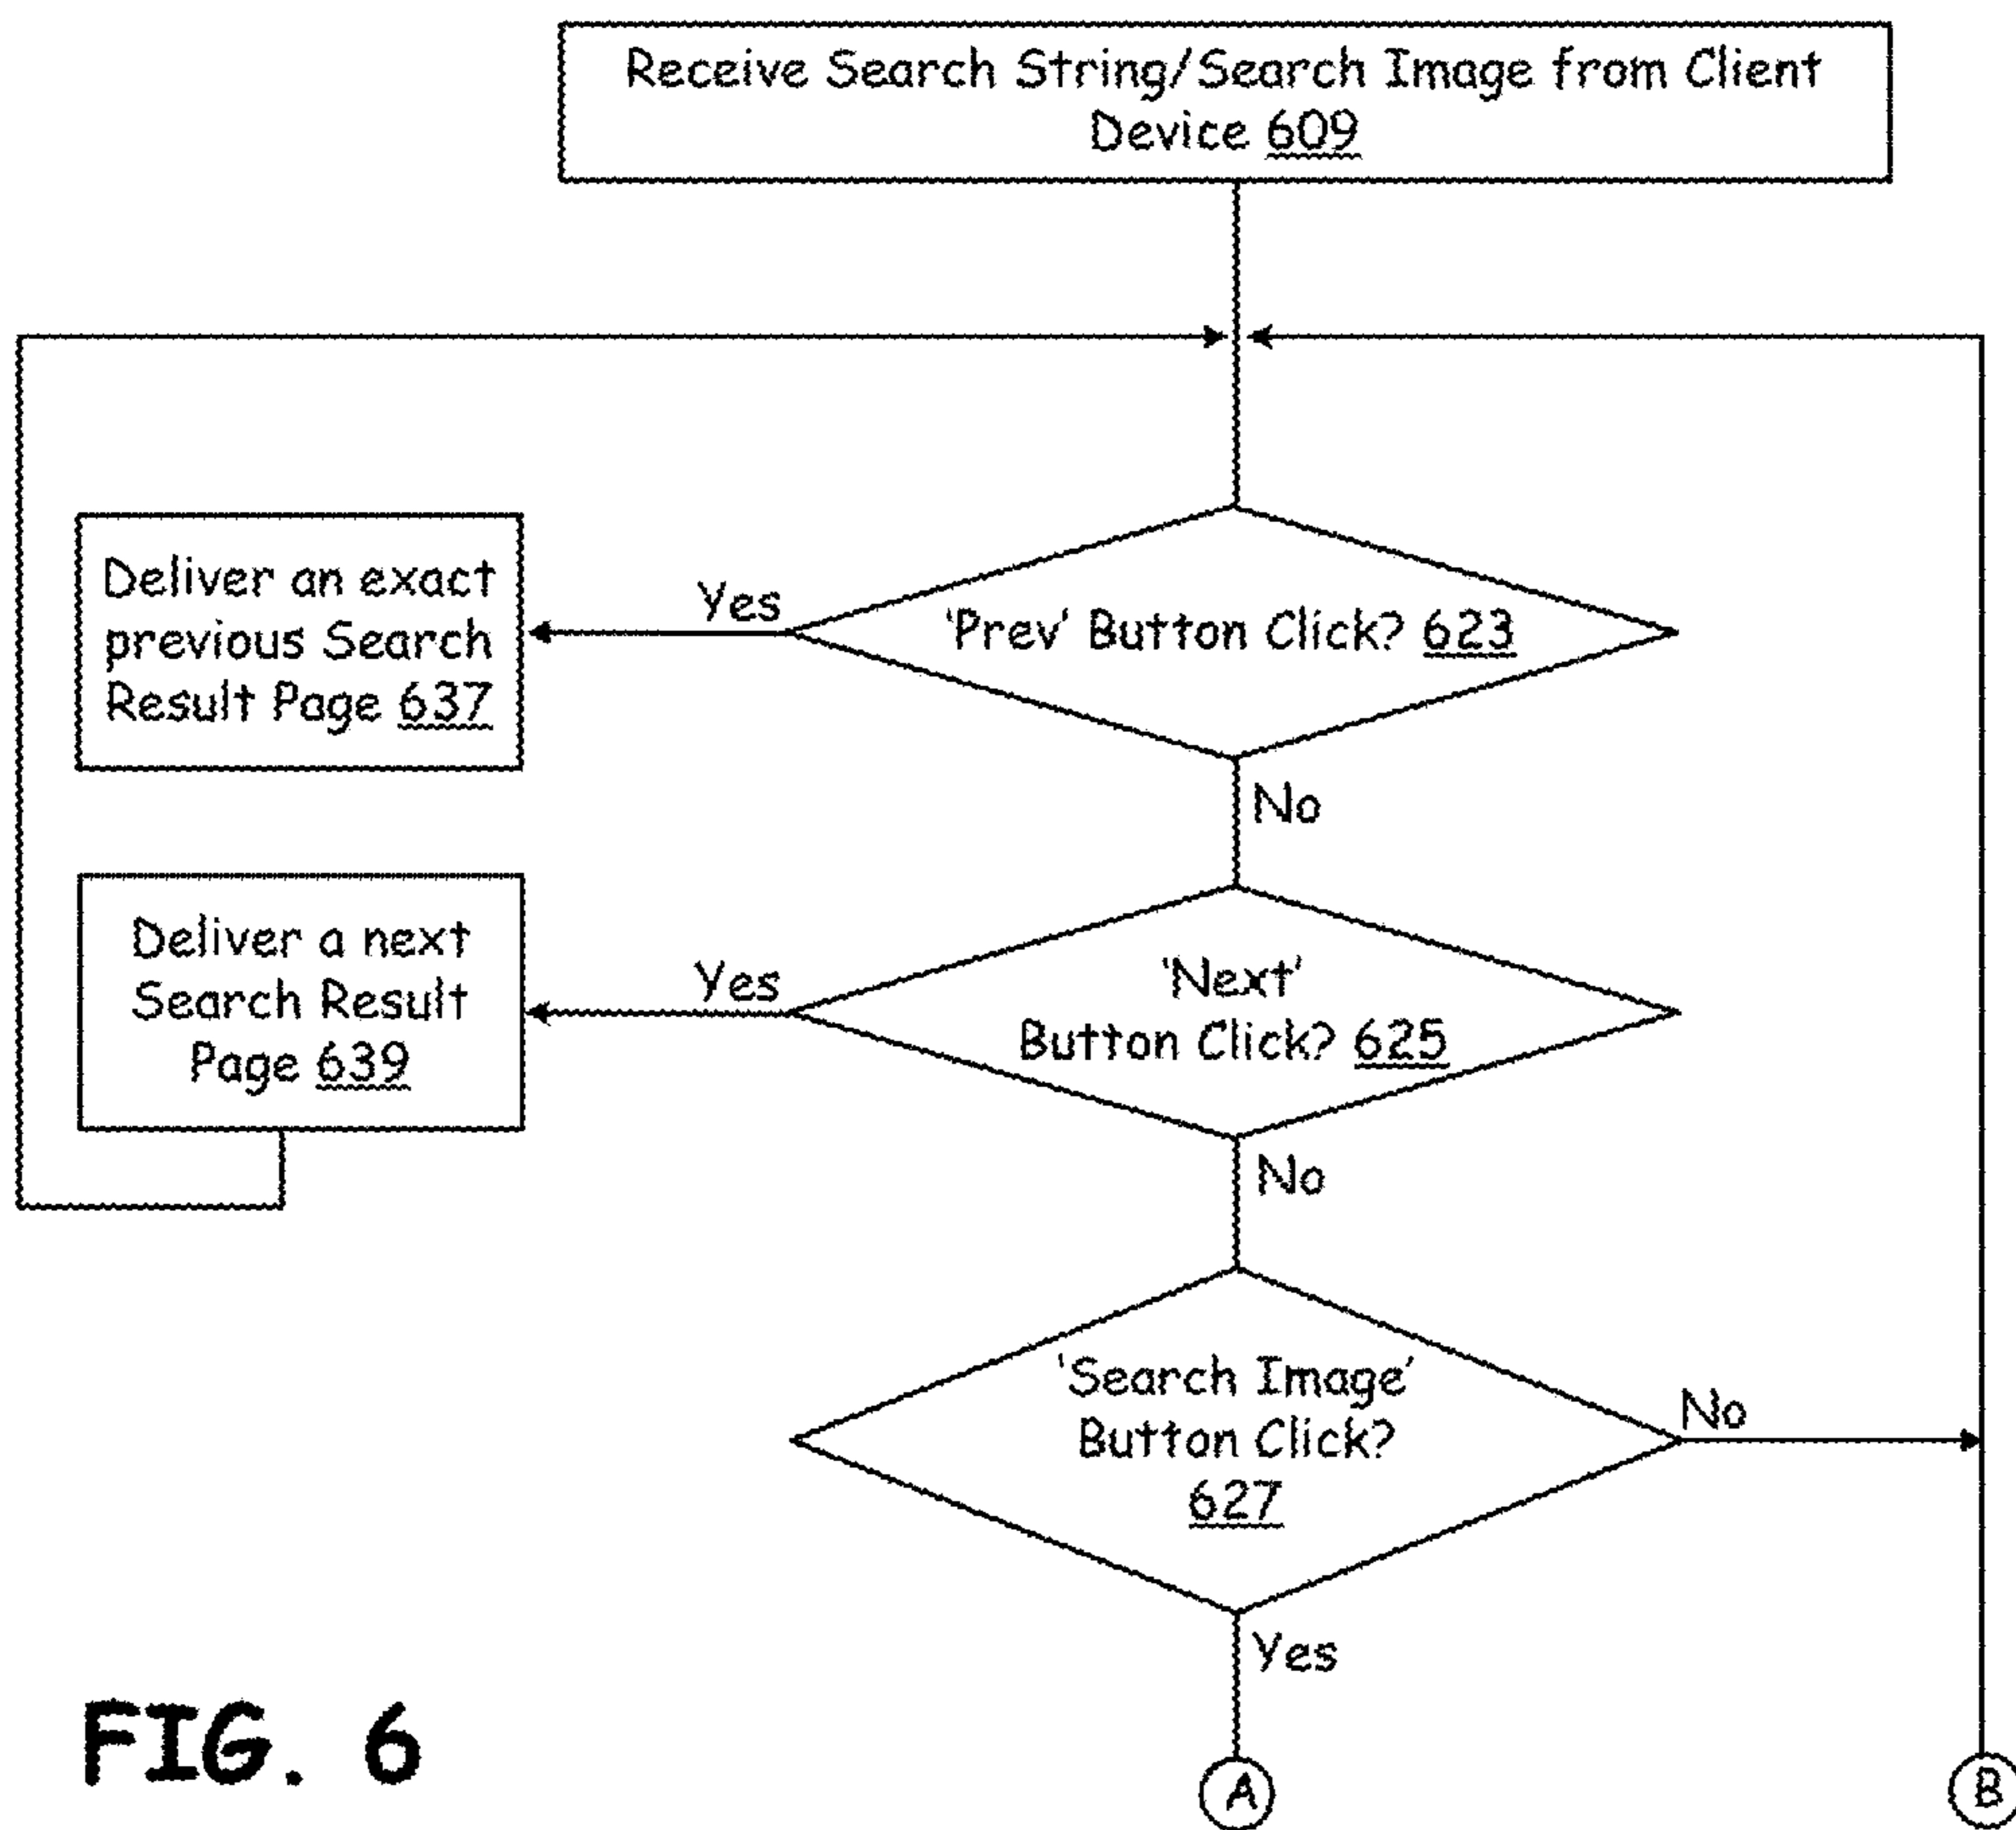 Receive Search String/Search Image from Client
Device 609
Deliver an exact
previous Search
Result Page 637
Yes
'Prev' Button Click? 623
No
Deliver a next
Search Result
Page 639
Yes
'Next'
Button Click? 625
No
'Search Image'
Button Click?
627
No
Yes
FIG. 6
A
B